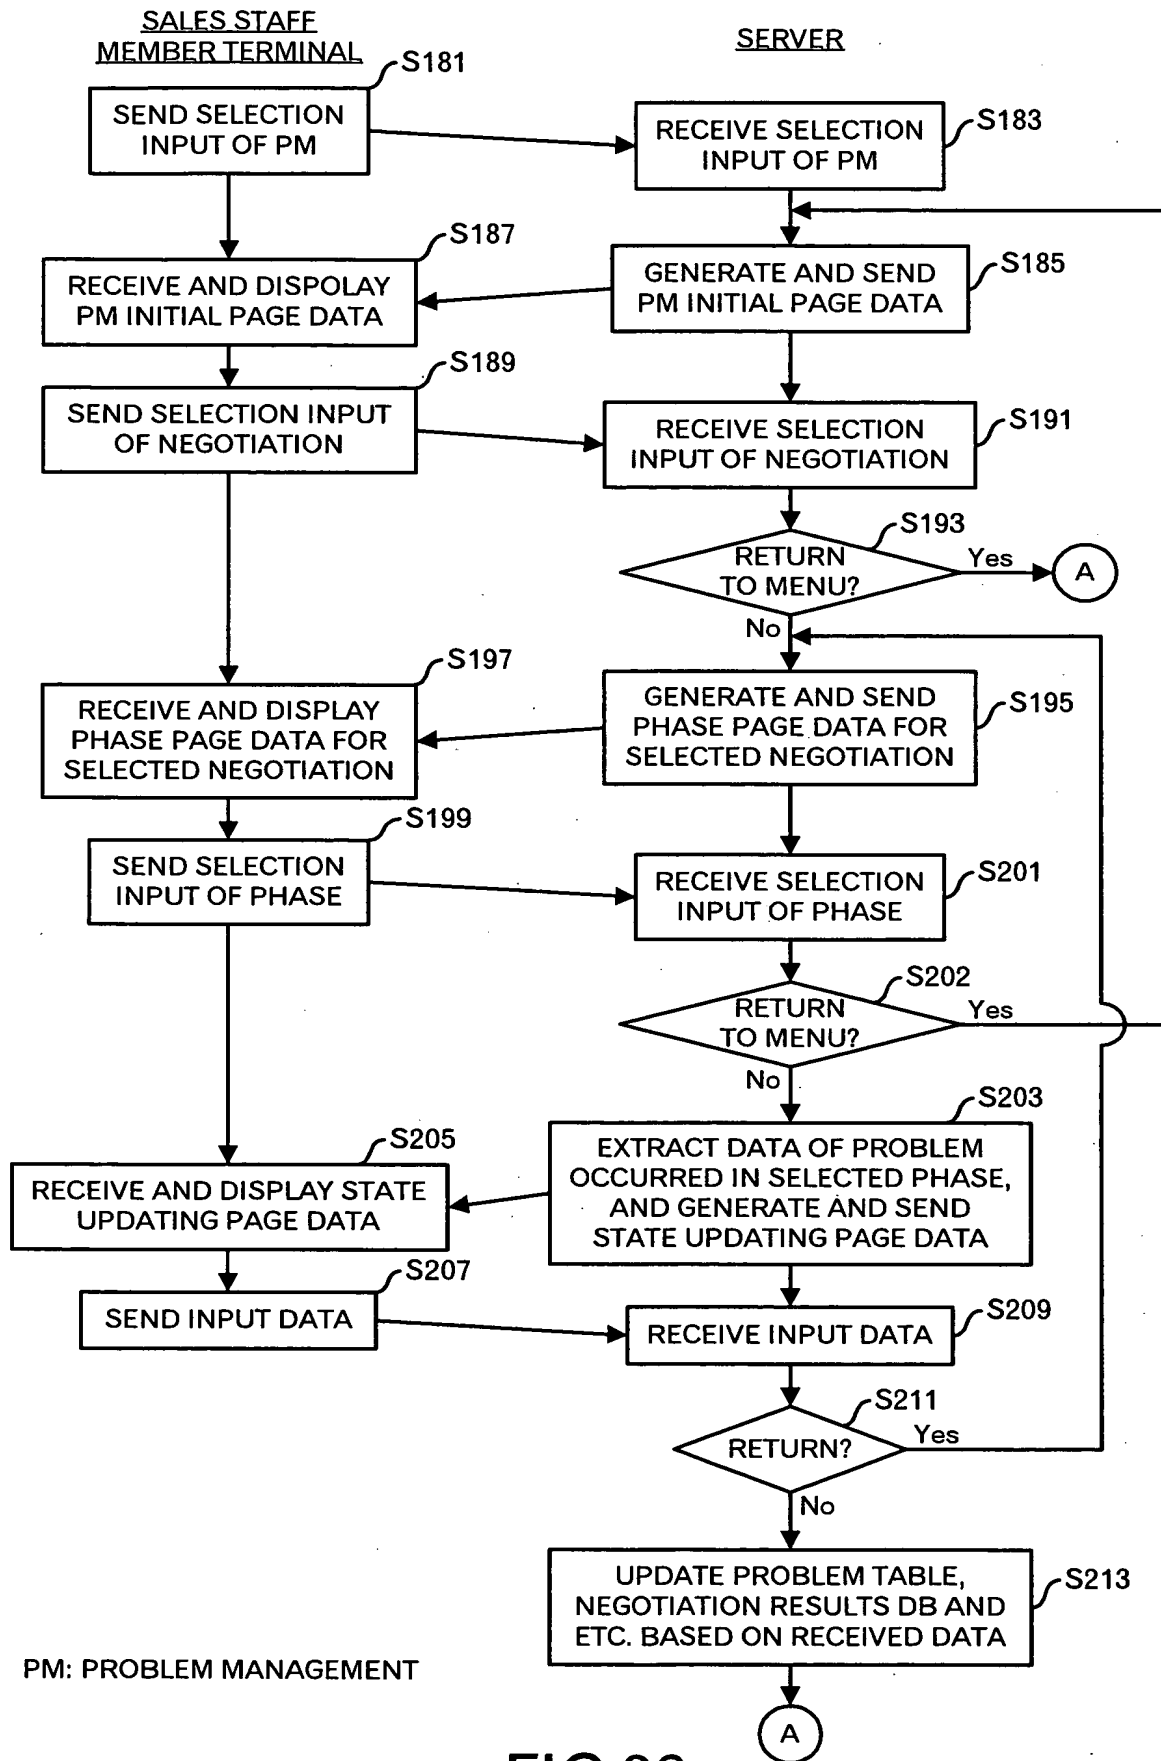 SALES STAFF
MEMBER TERMINAL
SERVER
S181
SEND SELECTION
INPUT OF PM
S183
RECEIVE SELECTION
INPUT OF PM
S187
RECEIVE AND DISPOLAY
PM INITIAL PAGE DATA
S185
GENERATE AND SEND
PM INITIAL PAGE DATA
S189
SEND SELECTION INPUT
OF NEGOTIATION
S191
RECEIVE SELECTION
INPUT OF NEGOTIATION
S193
RETURN
TO MENU?
Yes
A
No
S197
RECEIVE AND DISPLAY
PHASE PAGE DATA FOR
SELECTED NEGOTIATION
S195
GENERATE AND SEND
PHASE PAGE DATA FOR
SELECTED NEGOTIATION
S199
SEND SELECTION
INPUT OF PHASE
S201
RECEIVE SELECTION
INPUT OF PHASE
S202
RETURN
TO MENU?
Yes
No
S203
EXTRACT DATA OF PROBLEM
OCCURRED IN SELECTED PHASE,
AND GENERATE AND SEND
STATE UPDATING PAGE DATA
S205
RECEIVE AND DISPLAY STATE
UPDATING PAGE DATA
S207
SEND INPUT DATA
S209
RECEIVE INPUT DATA
S211
RETURN?
Yes
No
S213
UPDATE PROBLEM TABLE,
NEGOTIATION RESULTS DB AND
ETC. BASED ON RECEIVED DATA
PM: PROBLEM MANAGEMENT
A